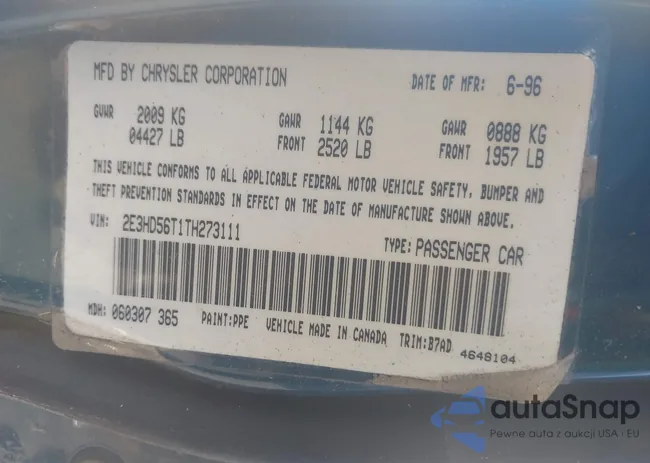 MFD BY CHRYSLER CORPORATION DATE OF MFR: 6-96
GVWR 2009 KG GAWR 1144 KG GAWR 0888 KG
04427 LB FRONT 2520 LB FRONT 1957 LB
THIS VEHICLE CONFORMS TO ALL APPLICABLE FEDERAL MOTOR VEHICLE SAFETY, BUMPER AND
THEFT PREVENTION STANDARDS IN EFFECT ON THE DATE OF MANUFACTURE SHOWN ABOVE.
VIN: 2E3HD56T1TH273111 TYPE: PASSENGER CAR
MDH: 060307 365 PAINT: PPE VEHICLE MADE IN CANADA TRIM: B7AD
4648104
autaSnap
Pewne auta z aukcji USA i EU